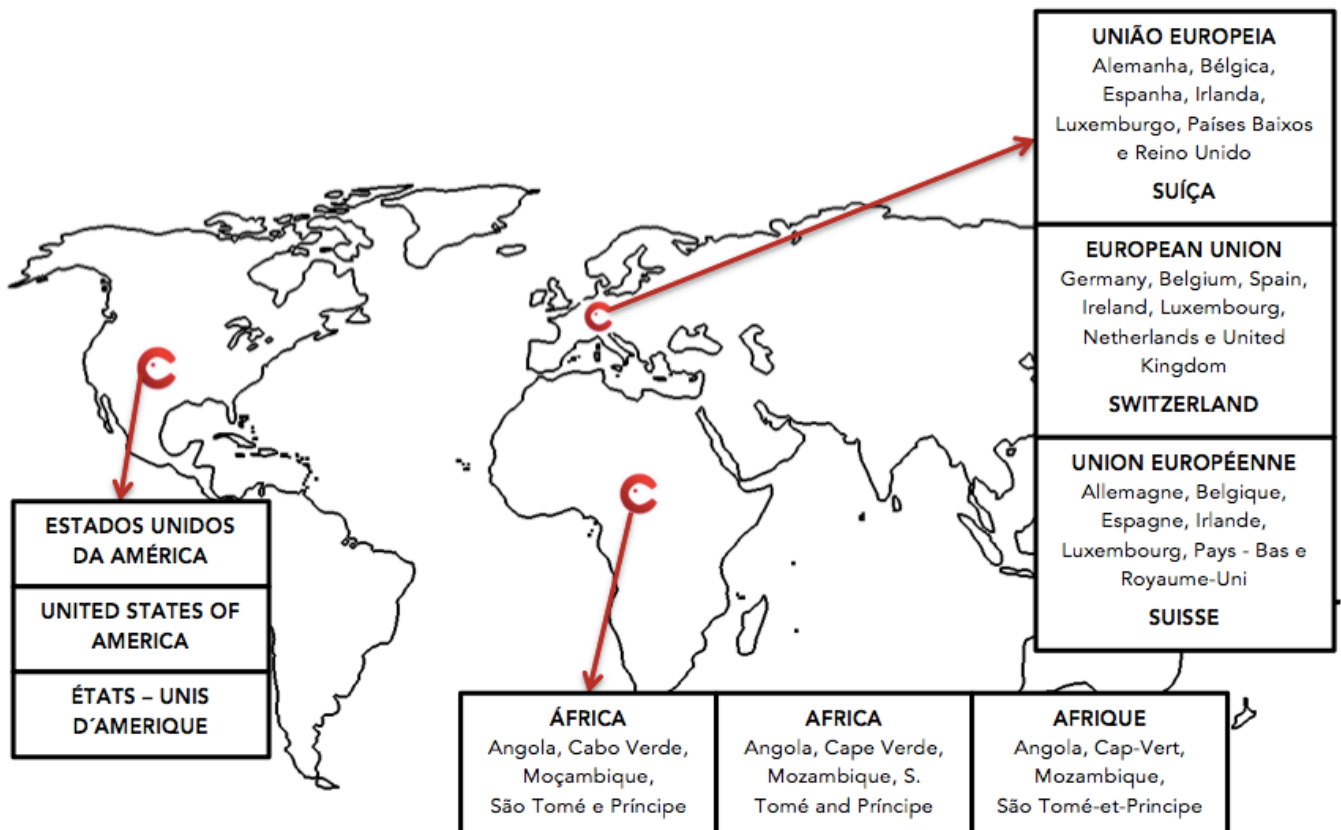 UNIÃO EUROPEIA
Alemanha, Bélgica,
Espanha, Irlanda,
Luxemburgo, Países Baixos
e Reino Unido
SUÍÇA
EUROPEAN UNION
Germany, Belgium, Spain,
Ireland, Luxembourg,
Netherlands e United
Kingdom
SWITZERLAND
UNION EUROPÉENNE
Allemagne, Belgique,
Espagne, Irlande,
Luxembourg, Pays - Bas e
Royaume-Uni
SUISSE
ESTADOS UNIDOS
DA AMÉRICA
UNITED STATES OF
AMERICA
ÉTATS – UNIS
D´AMERIQUE
ÁFRICA
Angola, Cabo Verde,
Moçambique,
São Tomé e Príncipe
AFRICA
Angola, Cape Verde,
Mozambique, S.
Tomé and Príncipe
AFRIQUE
Angola, Cap-Vert,
Mozambique,
São Tomé-et-Principe